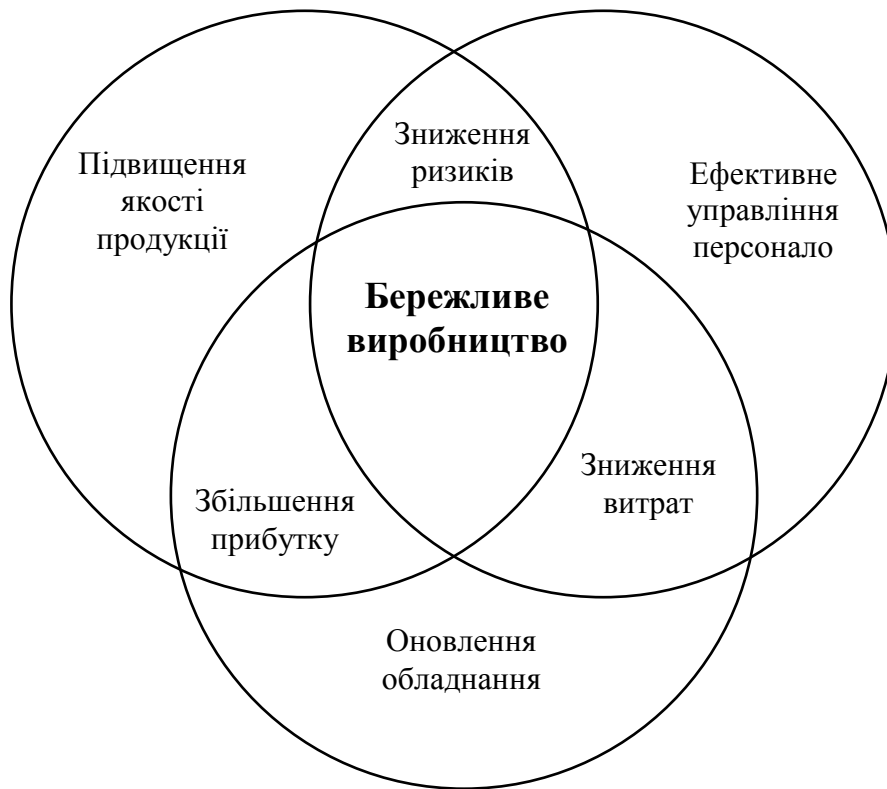 Зниження
ризиків
Підвищення
якості
продукції
Ефективне
управління
персонало
Бережливе
виробництво
Зниження
витрат
Збільшення
прибутку
Оновлення
обладнання